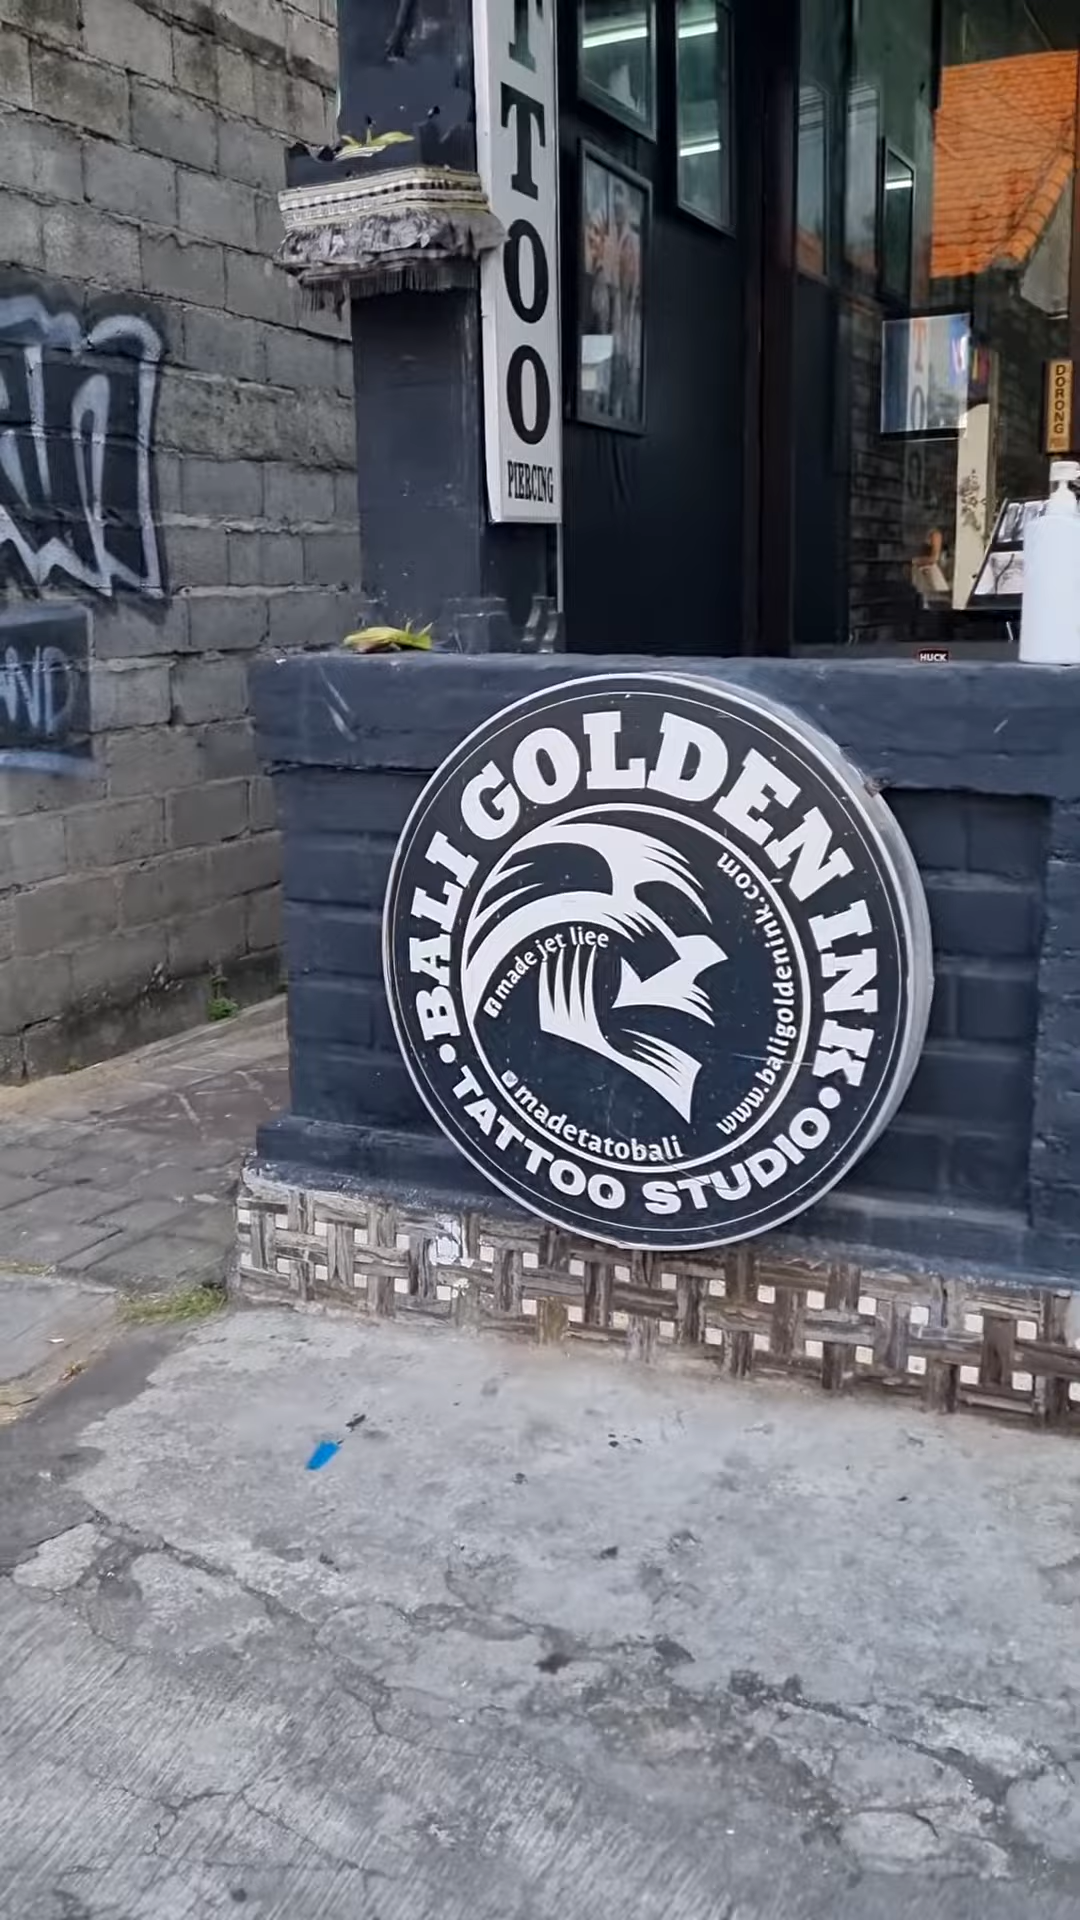 TTOO
PIERCING
DORONG
HUCK
BALI GOLDEN INK
made jet liee
www.baligoldenink.com
madetatobali
TATTOO STUDIO